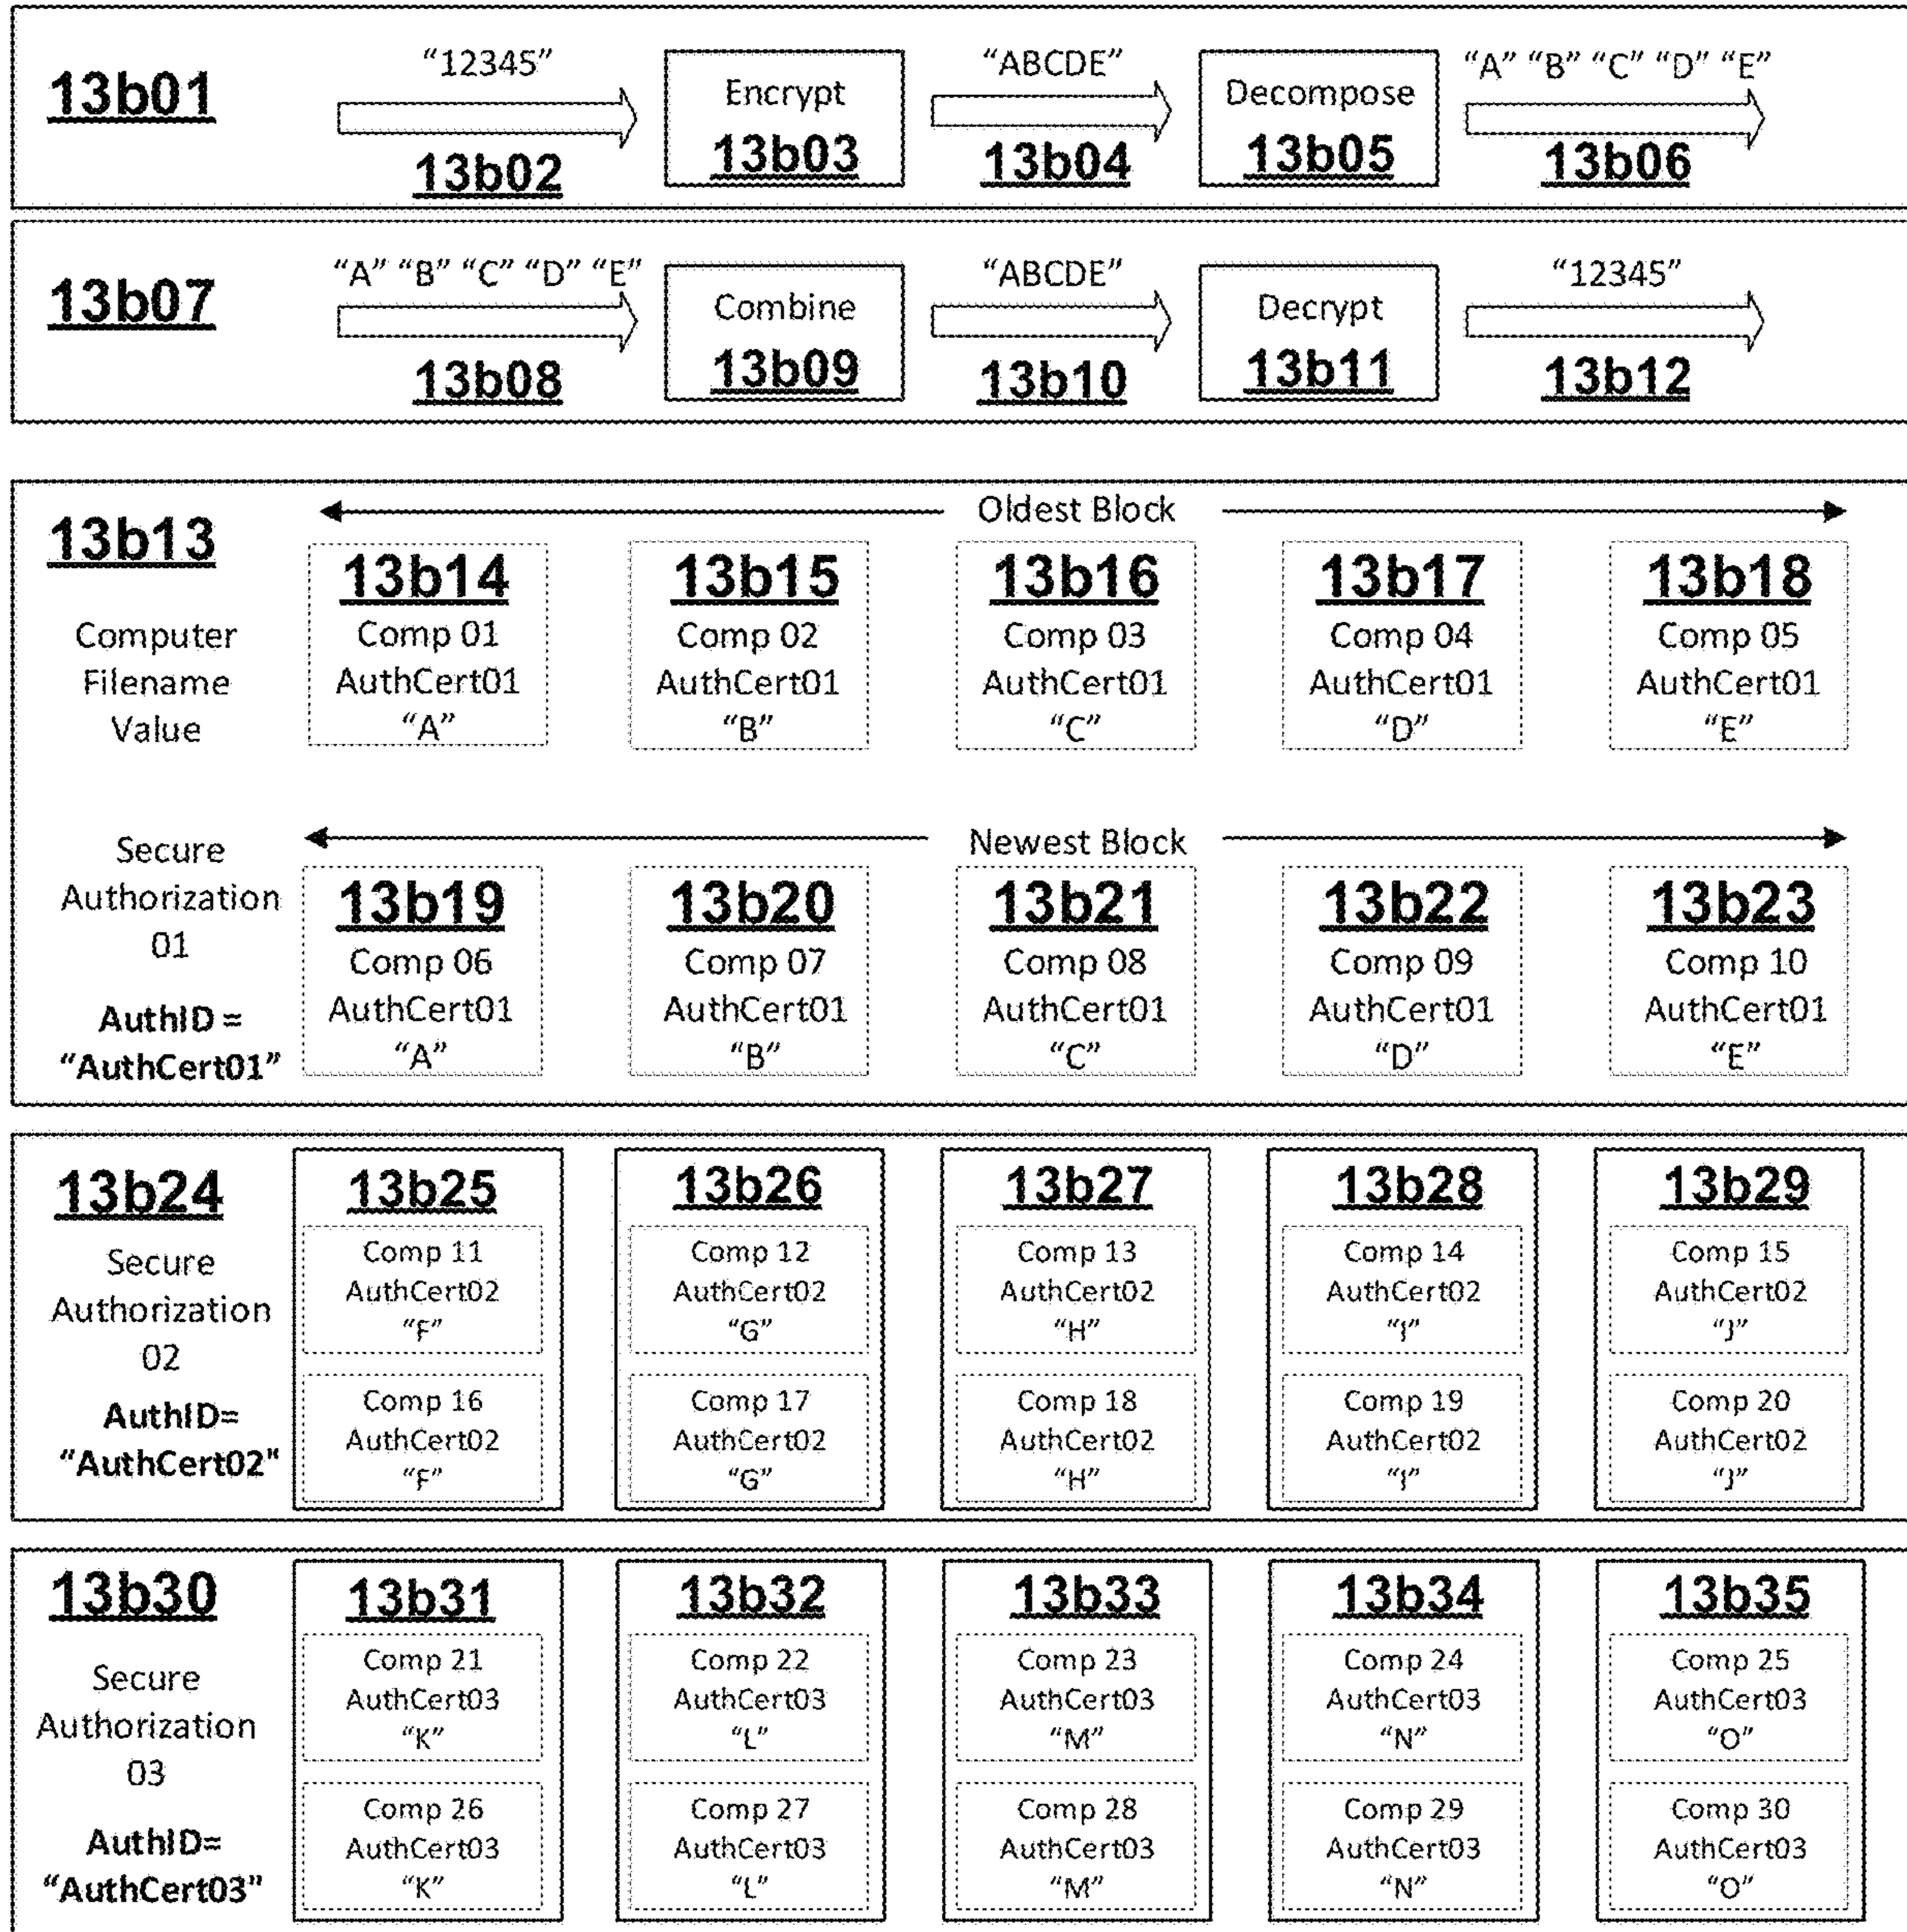 13b01
“12345”
13b02
Encrypt
13b03
“ABCDE”
13b04
Decompose
13b05
“A” “B” “C” “D” “E”
13b06
13b07
“A” “B” “C” “D” “E”
13b08
Combine
13b09
“ABCDE”
13b10
Decrypt
13b11
“12345”
13b12
13b13
Computer
Filename
Value
Oldest Block
13b14
Comp 01
AuthCert01
“A”
13b15
Comp 02
AuthCert01
“B”
13b16
Comp 03
AuthCert01
“C”
13b17
Comp 04
AuthCert01
“D”
13b18
Comp 05
AuthCert01
“E”
Secure
Authorization
01
AuthID =
“AuthCert01”
Newest Block
13b19
Comp 06
AuthCert01
“A”
13b20
Comp 07
AuthCert01
“B”
13b21
Comp 08
AuthCert01
“C”
13b22
Comp 09
AuthCert01
“D”
13b23
Comp 10
AuthCert01
“E”
13b24
Secure
Authorization
02
AuthID=
“AuthCert02"
13b25
Comp 11
AuthCert02
“F”
Comp 16
AuthCert02
“F”
13b26
Comp 12
AuthCert02
“G”
Comp 17
AuthCert02
“G”
13b27
Comp 13
AuthCert02
“H”
Comp 18
AuthCert02
“H”
13b28
Comp 14
AuthCert02
“I”
Comp 19
AuthCert02
“I”
13b29
Comp 15
AuthCert02
“J”
Comp 20
AuthCert02
“J”
13b30
Secure
Authorization
03
AuthID=
“AuthCert03”
13b31
Comp 21
AuthCert03
“K”
Comp 26
AuthCert03
“K”
13b32
Comp 22
AuthCert03
“L”
Comp 27
AuthCert03
“L”
13b33
Comp 23
AuthCert03
“M”
Comp 28
AuthCert03
“M”
13b34
Comp 24
AuthCert03
“N”
Comp 29
AuthCert03
“N”
13b35
Comp 25
AuthCert03
“O”
Comp 30
AuthCert03
“O”